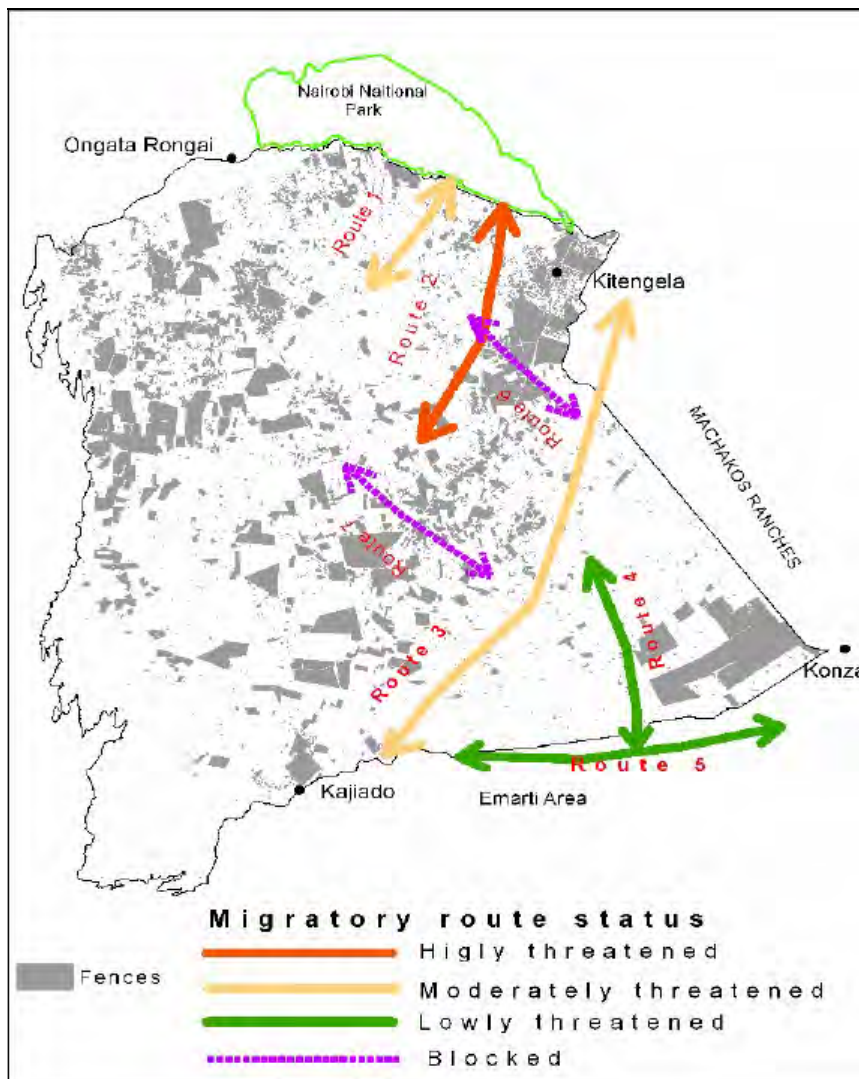 Nairobi Naitional
Park
Ongata Rongai
Route 1
Kitengela
Route 2
Route 6
MACHAKOS RANCHES
Route 7
Route 4
Route 3
Konza
Route 5
Kajiado
Emarti Area
Migratory route status
Higly threatened
Fences
Moderately threatened
Lowly threatened
Blocked